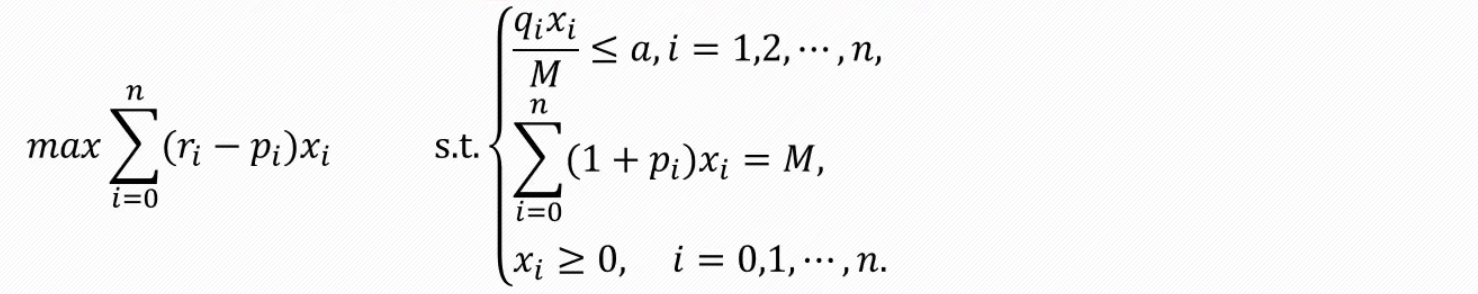 max ∑_{i=0}^{n} (r_i − p_i)x_i   s.t. { q_i x_i / M ≤ a, i = 1,2,⋯,n,
∑_{i=0}^{n} (1 + p_i)x_i = M,
x_i ≥ 0, i = 0,1,⋯,n.